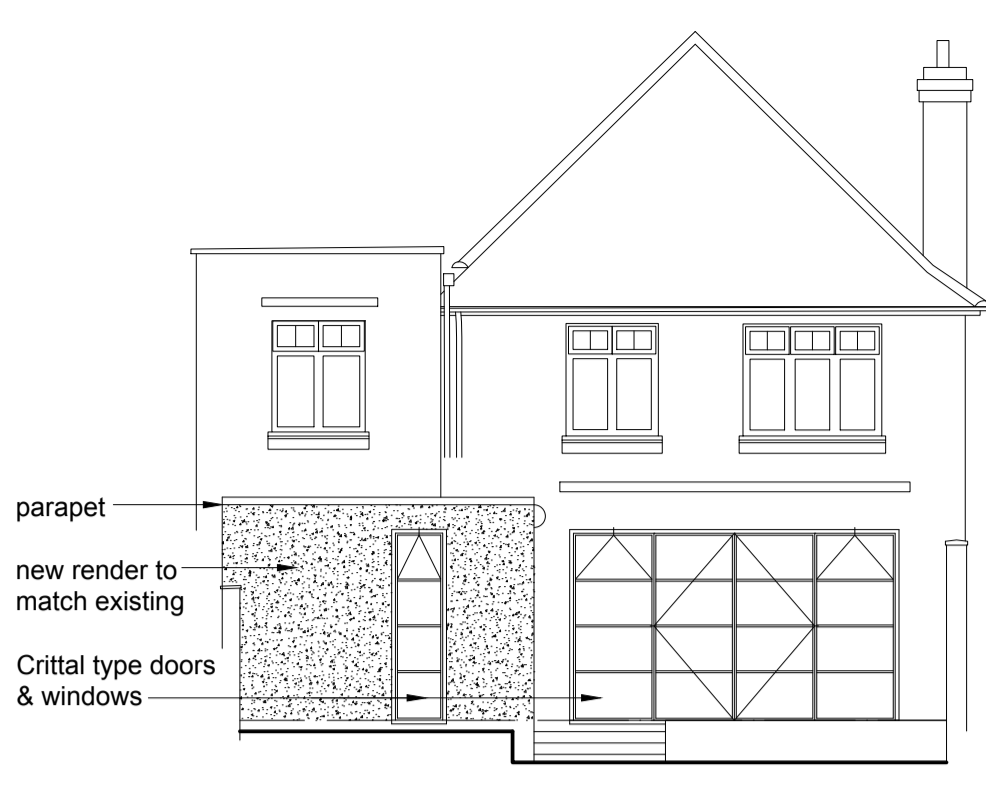 parapet
new render to
match existing
Crittal type doors
& windows